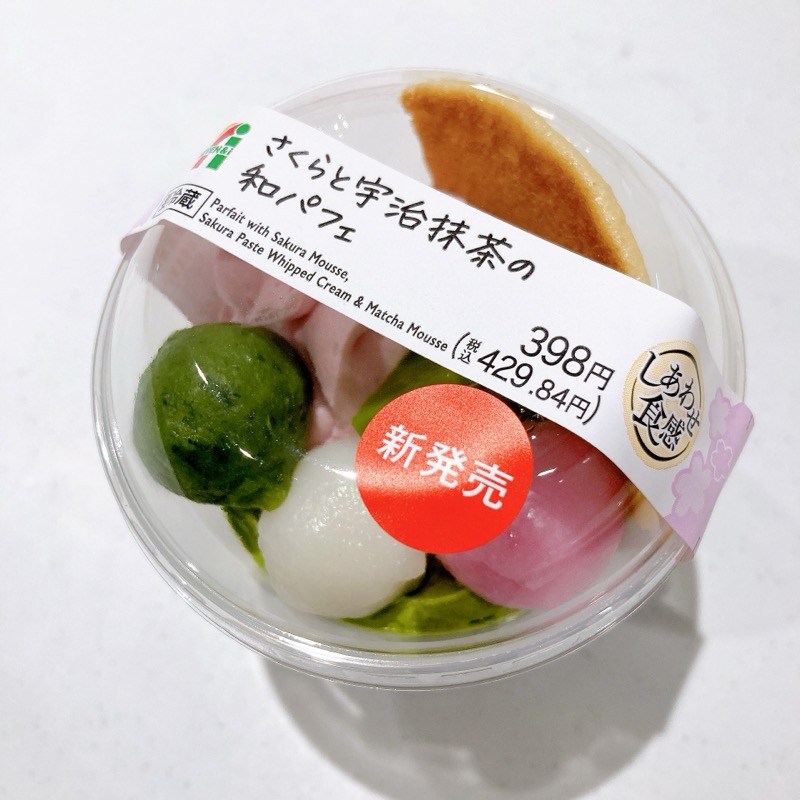 さくらと宇治抹茶の
和パフェ
冷蔵
Parfait with Sakura Mousse,
Sakura Paste Whipped Cream & Matcha Mousse
398円
(税込429.84円)
しあわせ
食感
新発売